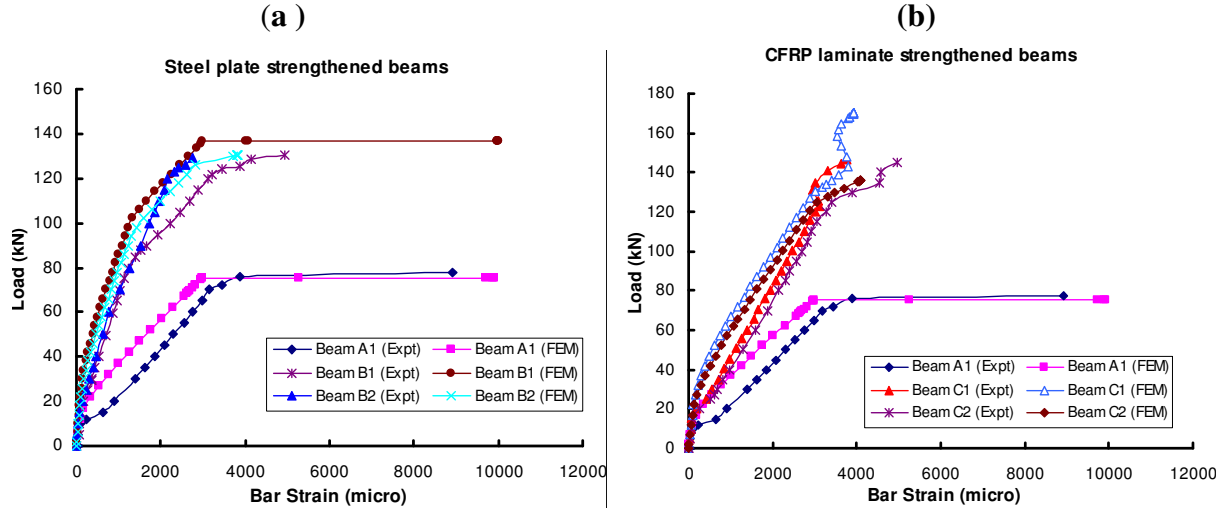 (a )
Steel plate strengthened beams
160
140
120
100
80
60
40
20
0
Load (kN)
0 2000 4000 6000 8000 10000 12000
Bar Strain (micro)
Beam A1 (Expt) Beam A1 (FEM)
Beam B1 (Expt) Beam B1 (FEM)
Beam B2 (Expt) Beam B2 (FEM)
(b)
CFRP laminate strengthened beams
180
160
140
120
100
80
60
40
20
0
Load (kN)
0 2000 4000 6000 8000 10000 12000
Bar Strain (micro)
Beam A1 (Expt) Beam A1 (FEM)
Beam C1 (Expt) Beam C1 (FEM)
Beam C2 (Expt) Beam C2 (FEM)